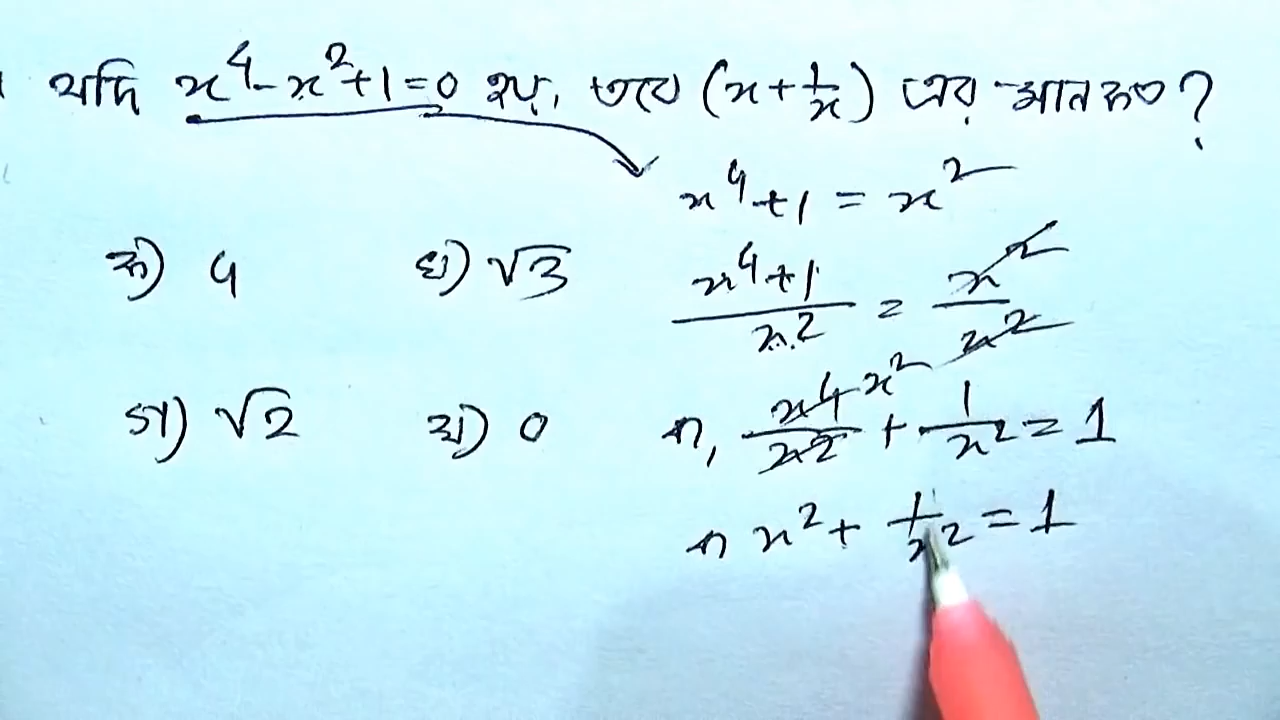 । যদি x⁴-x²+1=0 হয়, তবে (x+1/x) এর মান কত?
x⁴+1 = x²
ক) 4 খ) √3
(x⁴+1)/x² = x²/x²
গ) √2 ঘ) 0
বা, x⁴/x² x² + 1/x² = 1
বা x² + 1/x² = 1